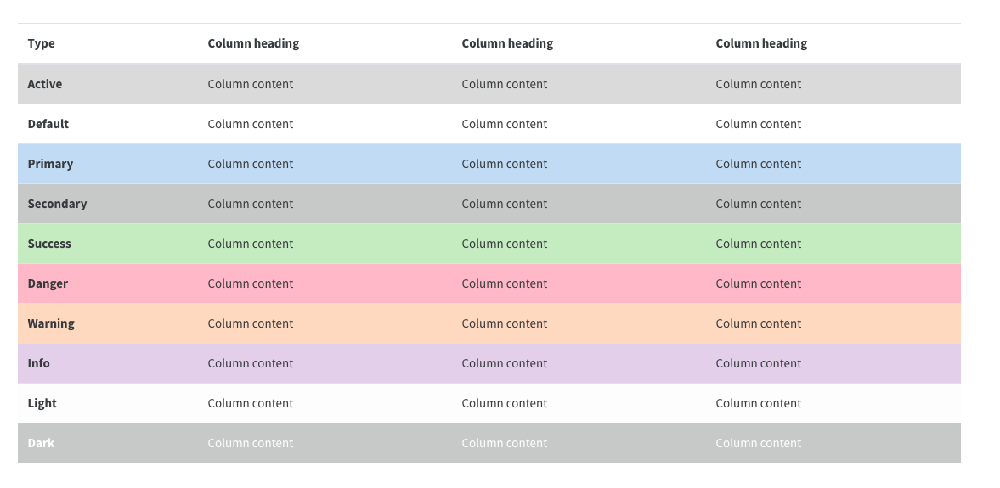 Type Column heading Column heading Column heading
Active Column content Column content Column content
Default Column content Column content Column content
Primary Column content Column content Column content
Secondary Column content Column content Column content
Success Column content Column content Column content
Danger Column content Column content Column content
Warning Column content Column content Column content
Info Column content Column content Column content
Light Column content Column content Column content
Dark Column content Column content Column content